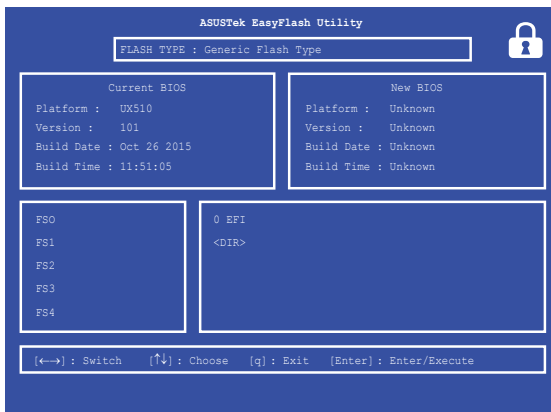 ASUSTek EasyFlash Utility
FLASH TYPE : Generic Flash Type
Current BIOS
Platform : UX510
Version : 101
Build Date : Oct 26 2015
Build Time : 11:51:05
New BIOS
Platform : Unknown
Version : Unknown
Build Date : Unknown
Build Time : Unknown
FSO
FS1
FS2
FS3
FS4
0 EFI
<DIR>
[←→] : Switch [↑↓] : Choose [q] : Exit [Enter] : Enter/Execute